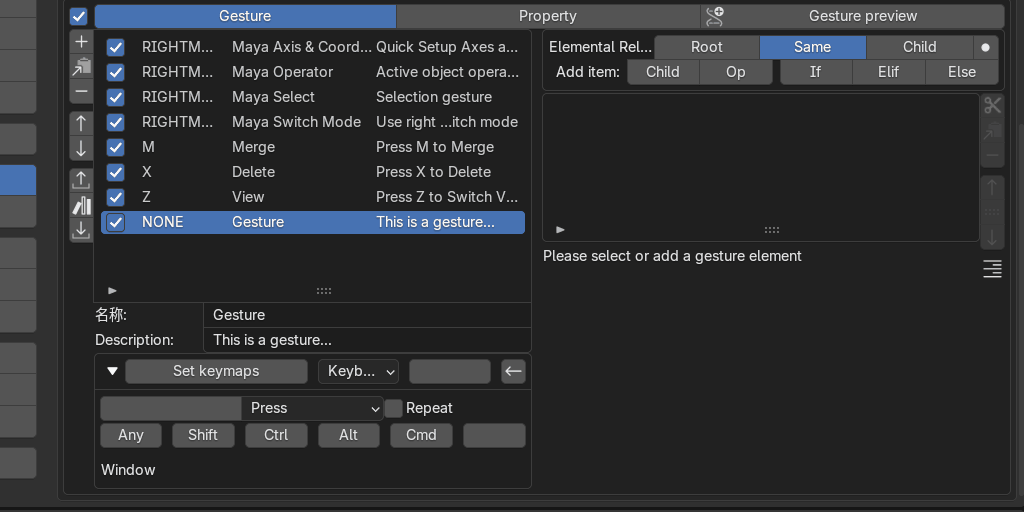 Gesture Property Gesture preview
RIGHTM... Maya Axis & Coord... Quick Setup Axes a...
RIGHTM... Maya Operator Active object opera...
RIGHTM... Maya Select Selection gesture
RIGHTM... Maya Switch Mode Use right ...itch mode
M Merge Press M to Merge
X Delete Press X to Delete
Z View Press Z to Switch V...
NONE Gesture This is a gesture...
名称: Gesture
Description: This is a gesture...
Set keymaps Keyb...
Press Repeat
Any Shift Ctrl Alt Cmd
Window
Elemental Rel... Root Same Child
Add item: Child Op If Elif Else
Please select or add a gesture element